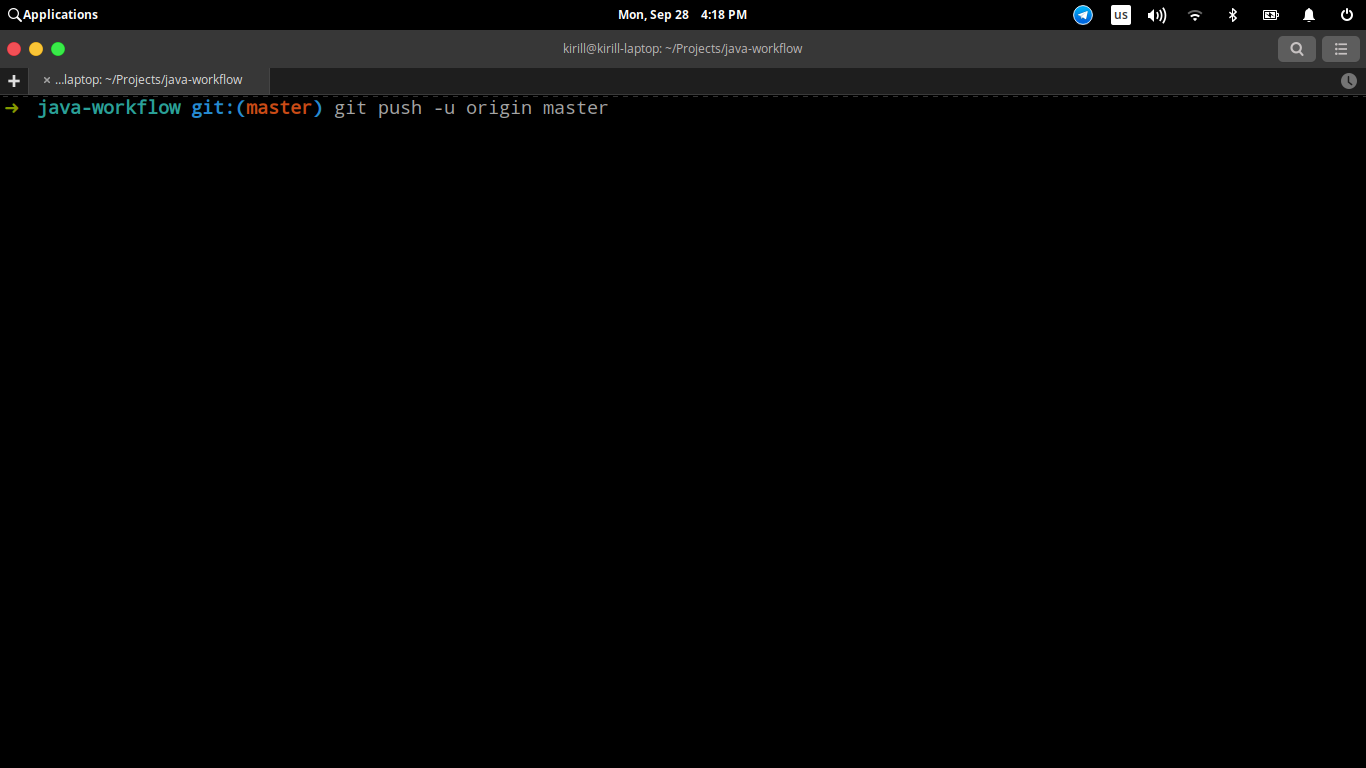 Applications
Mon, Sep 28 4:18 PM
us
kirill@kirill-laptop: ~/Projects/java-workflow
...laptop: ~/Projects/java-workflow
➜ java-workflow git:(master) git push -u origin master